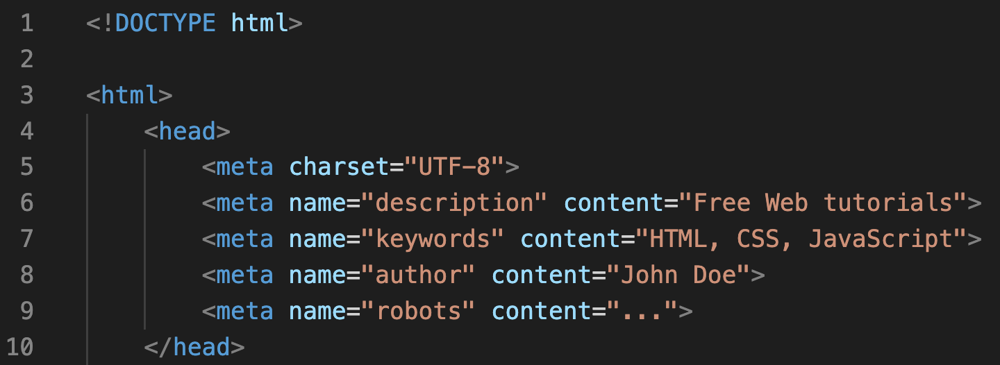 1 <!DOCTYPE html>
2
3 <html>
4     <head>
5         <meta charset="UTF-8">
6         <meta name="description" content="Free Web tutorials">
7         <meta name="keywords" content="HTML, CSS, JavaScript">
8         <meta name="author" content="John Doe">
9         <meta name="robots" content="...">
10     </head>